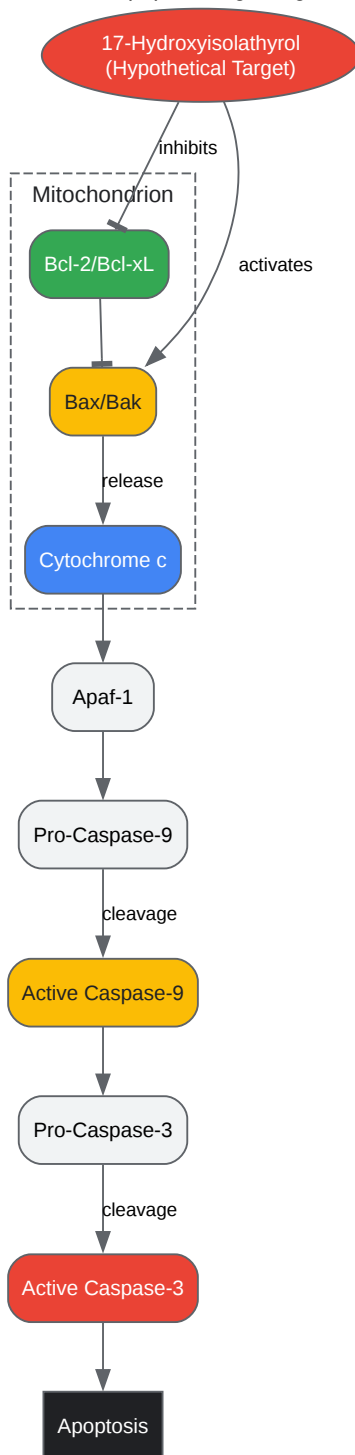 17-Hydroxyisolathyrol
(Hypothetical Target)
inhibits
Mitochondrion
Bcl-2/Bcl-xL
activates
Bax/Bak
release
Cytochrome c
Apaf-1
Pro-Caspase-9
cleavage
Active Caspase-9
Pro-Caspase-3
cleavage
Active Caspase-3
Apoptosis